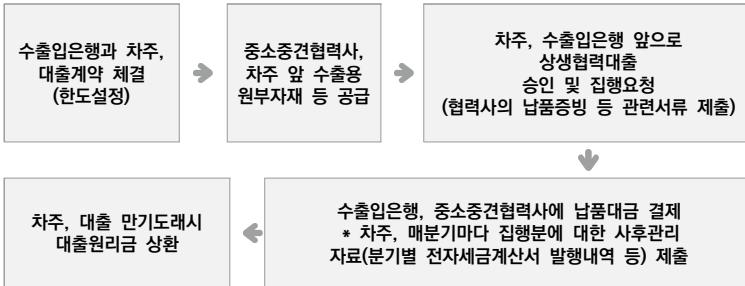 수출입은행과 차주,
대출계약 체결
(한도설정)
중소중견협력사,
차주 앞 수출용
원부자재 등 공급
차주, 수출입은행 앞으로
상생협력대출
승인 및 집행요청
(협력사의 납품증빙 등 관련서류 제출)
수출입은행, 중소중견협력사에 납품대금 결제
* 차주, 매분기마다 집행분에 대한 사후관리
자료(분기별 전자세금계산서 발행내역 등) 제출
차주, 대출 만기도래시
대출원리금 상환